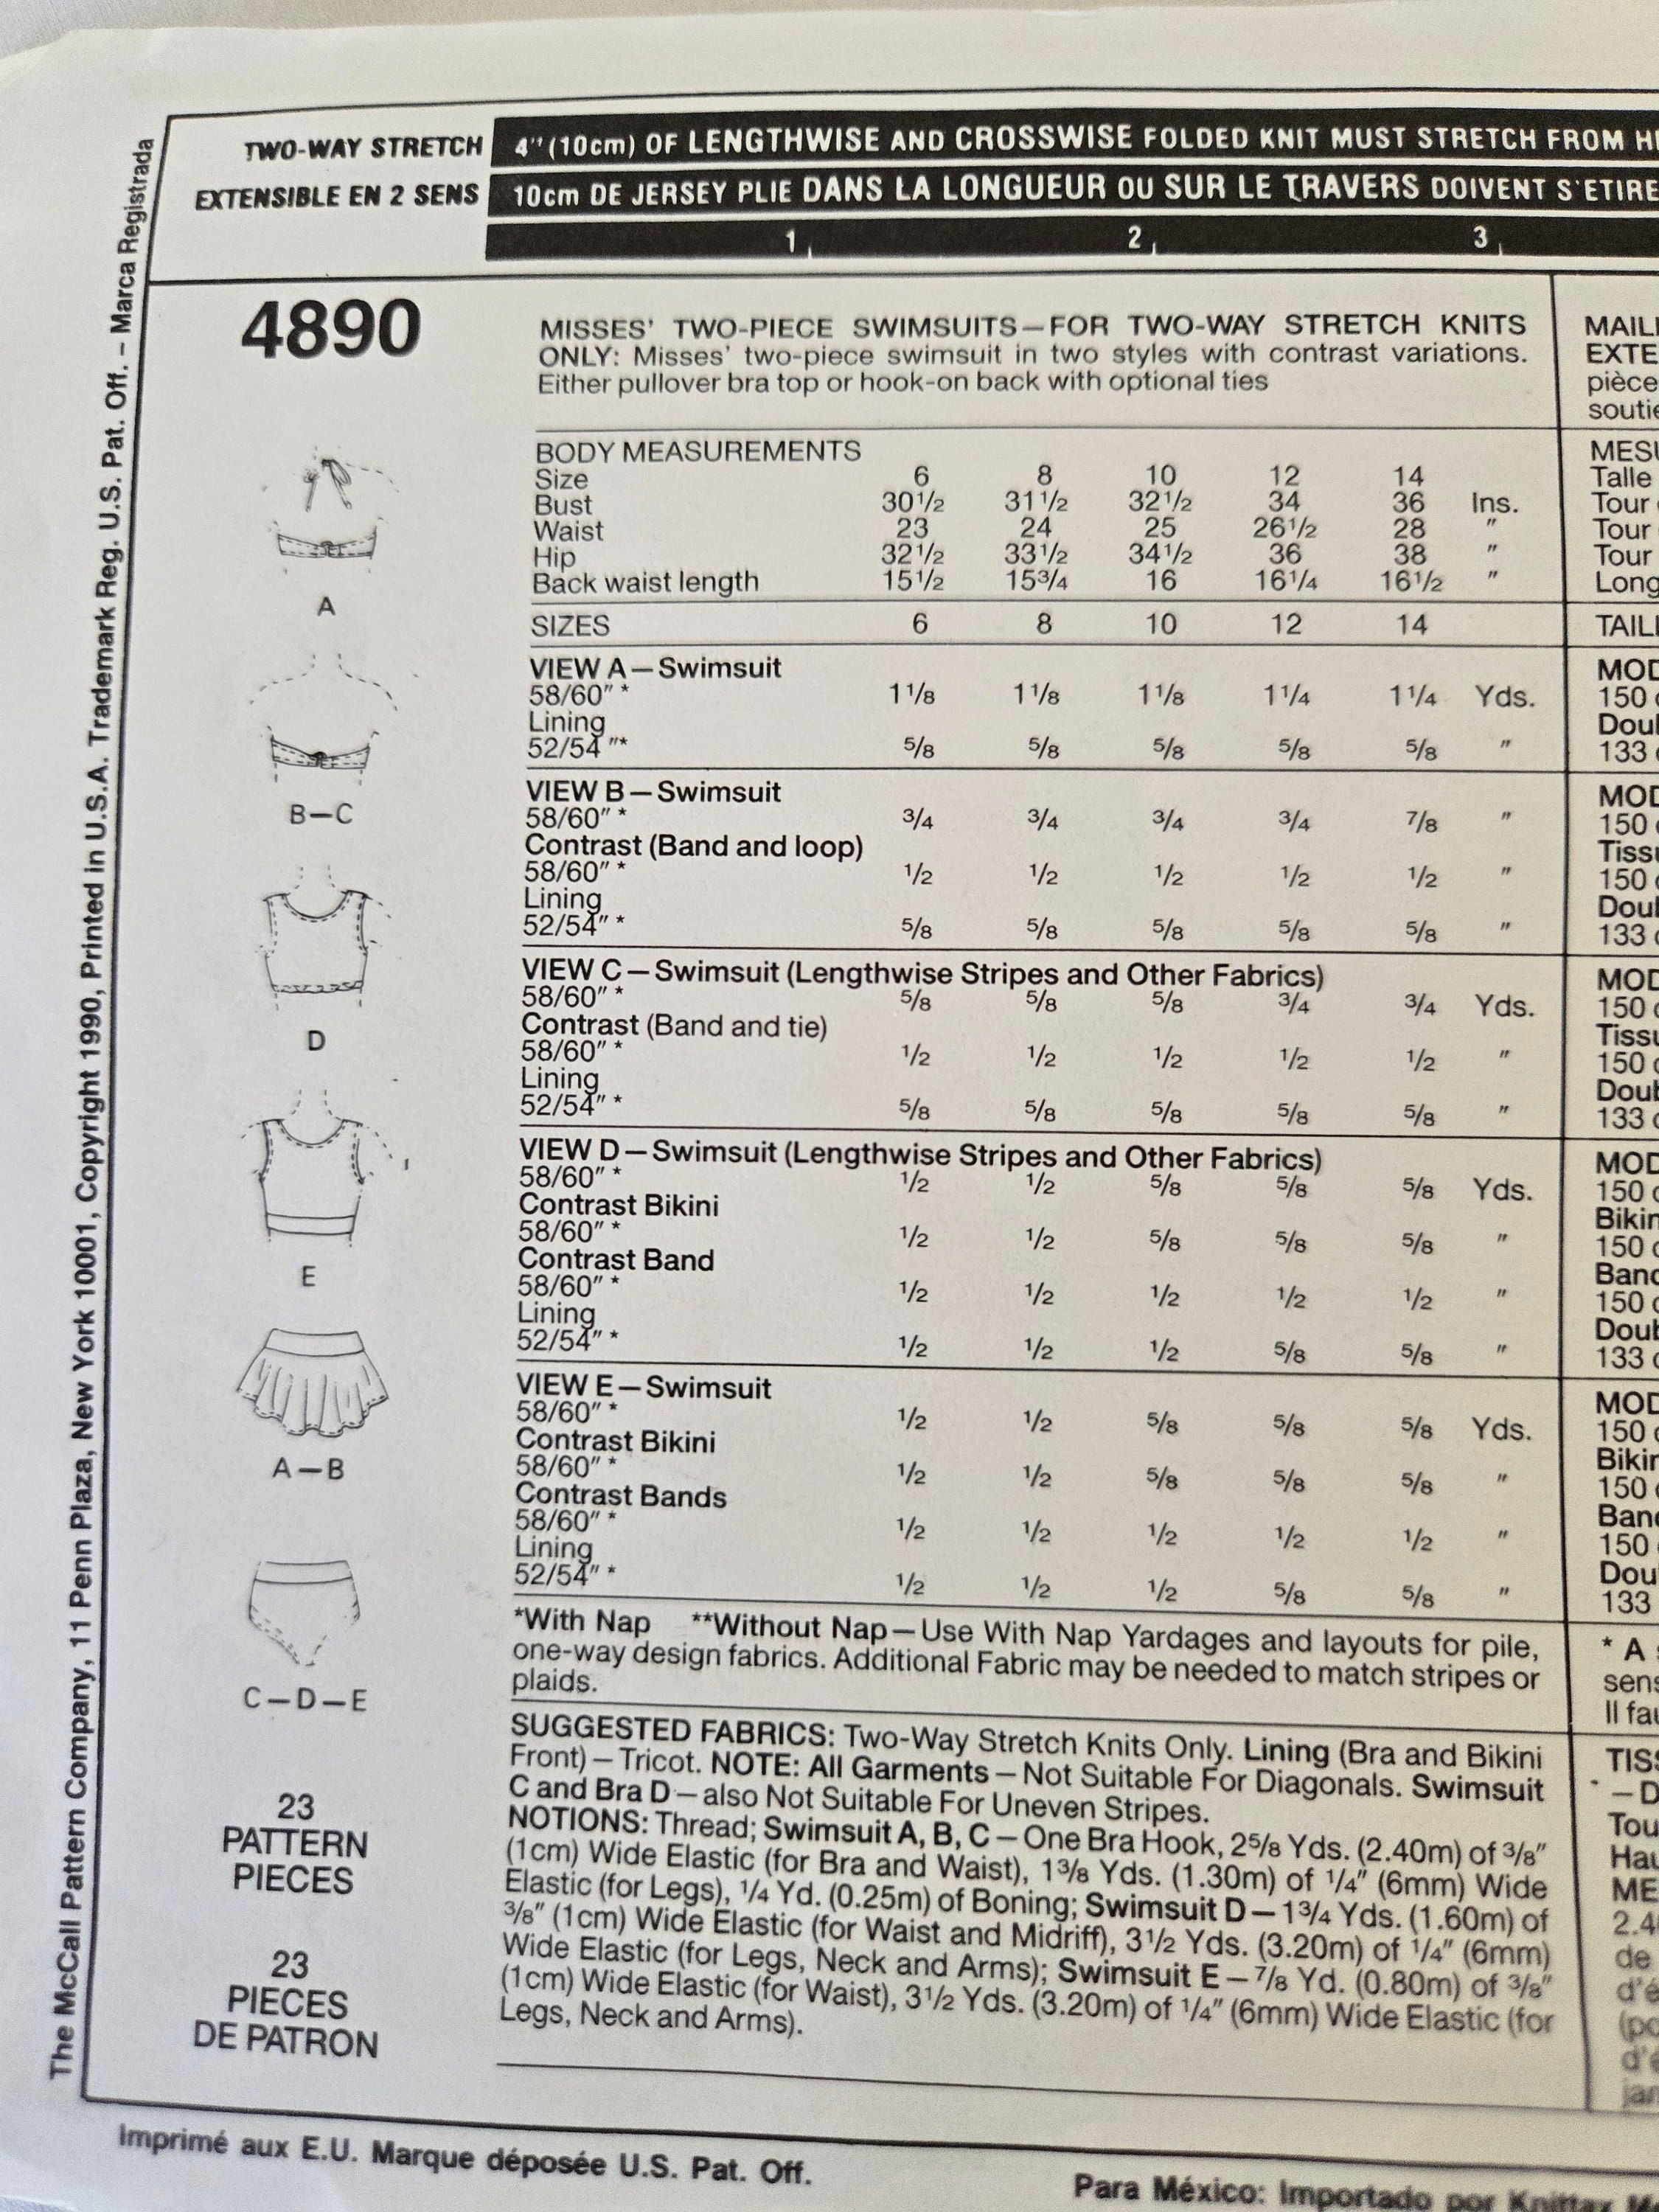 TWO-WAY STRETCH 4" (10cm) OF LENGTHWISE AND CROSSWISE FOLDED KNIT MUST STRETCH FROM
EXTENSIBLE EN 2 SENS 10cm DE JERSEY PLIE DANS LA LONGUEUR OU SUR LE TRAVERS DOIVENT S'ETIRE
1 2 3
The McCall Pattern Company, 11 Penn Plaza, New York 10001, Copyright 1990, Printed in U.S.A. Trademark Reg. U.S. Pat. Off. – Marca Registrada
4890
A
B–C
D
E
A–B
C–D–E
23
PATTERN
PIECES
23
PIECES
DE PATRON
MISSES' TWO-PIECE SWIMSUITS—FOR TWO-WAY STRETCH KNITS
ONLY: Misses' two-piece swimsuit in two styles with contrast variations.
Either pullover bra top or hook-on back with optional ties
BODY MEASUREMENTS
Size 6 8 10 12 14
Bust 30½ 31½ 32½ 34 36 Ins.
Waist 23 24 25 26½ 28 "
Hip 32½ 33½ 34½ 36 38 "
Back waist length 15½ 15¾ 16 16¼ 16½ "
SIZES 6 8 10 12 14
VIEW A—Swimsuit
58/60" * 1⅛ 1⅛ 1⅛ 1¼ 1¼ Yds.
Lining
52/54 "* ⅝ ⅝ ⅝ ⅝ ⅝ "
VIEW B—Swimsuit
58/60" * ¾ ¾ ¾ ¾ ⅞ "
Contrast (Band and loop)
58/60" * ½ ½ ½ ½ ½ "
Lining
52/54" * ⅝ ⅝ ⅝ ⅝ ⅝ "
VIEW C—Swimsuit (Lengthwise Stripes and Other Fabrics)
58/60" * ⅝ ⅝ ⅝ ¾ ¾ Yds.
Contrast (Band and tie)
58/60" * ½ ½ ½ ½ ½ "
Lining
52/54" * ⅝ ⅝ ⅝ ⅝ ⅝ "
VIEW D—Swimsuit (Lengthwise Stripes and Other Fabrics)
58/60" * ½ ½ ⅝ ⅝ ⅝ Yds.
Contrast Bikini
58/60" * ½ ½ ⅝ ⅝ ⅝ "
Contrast Band
58/60" * ½ ½ ½ ½ ½ "
Lining
52/54" * ½ ½ ½ ⅝ ⅝ "
VIEW E—Swimsuit
58/60" * ½ ½ ⅝ ⅝ ⅝ Yds.
Contrast Bikini
58/60" * ½ ½ ⅝ ⅝ ⅝ "
Contrast Bands
58/60" * ½ ½ ½ ½ ½ "
Lining
52/54" * ½ ½ ½ ⅝ ⅝ "
*With Nap **Without Nap—Use With Nap Yardages and layouts for pile,
one-way design fabrics. Additional Fabric may be needed to match stripes or
plaids.
SUGGESTED FABRICS: Two-Way Stretch Knits Only. Lining (Bra and Bikini
Front)—Tricot. NOTE: All Garments—Not Suitable For Diagonals. Swimsuit
C and Bra D—also Not Suitable For Uneven Stripes.
NOTIONS: Thread; Swimsuit A, B, C—One Bra Hook, 2⅝ Yds. (2.40m) of ⅜"
(1cm) Wide Elastic (for Bra and Waist), 1⅜ Yds. (1.30m) of ¼" (6mm) Wide
Elastic (for Legs), ¼ Yd. (0.25m) of Boning; Swimsuit D—1¾ Yds. (1.60m) of
⅜" (1cm) Wide Elastic (for Waist and Midriff), 3½ Yds. (3.20m) of ¼" (6mm)
Wide Elastic (for Legs, Neck and Arms); Swimsuit E—⅞ Yd. (0.80m) of ⅜"
(1cm) Wide Elastic (for Waist), 3½ Yds. (3.20m) of ¼" (6mm) Wide Elastic (for
Legs, Neck and Arms).
pièce
Talle
Tour
Tour
Tour
150
133
150
150
133
150
150
133
150
150
150
133
150
150
150
133
* A
Il
– D
2.4
de
Imprimé aux E.U. Marque déposée U.S. Pat. Off.
Para México: Importado por Knittax